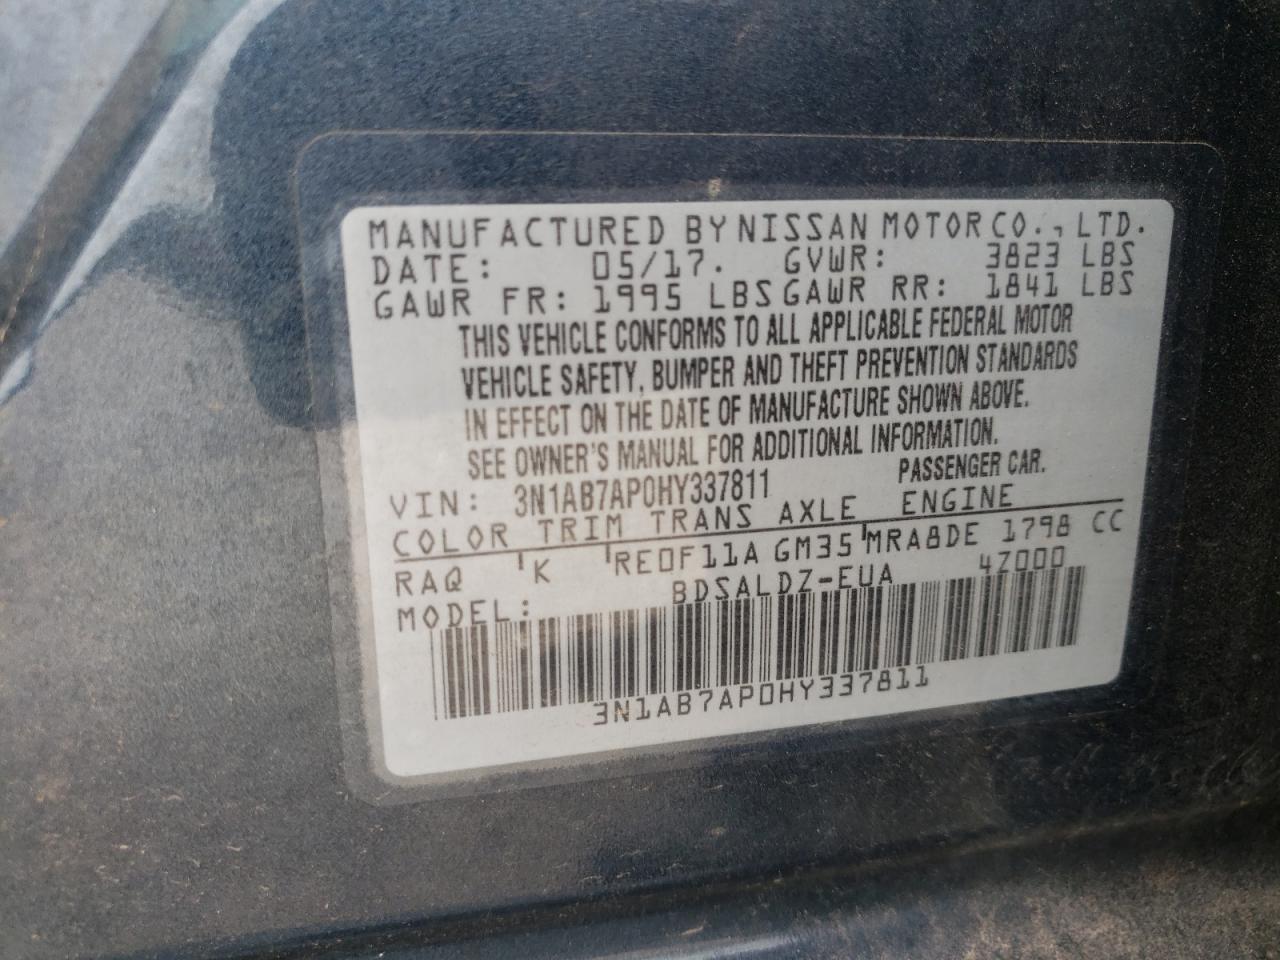 MANUFACTURED BY NISSAN MOTOR CO., LTD.
DATE: 05/17. GVWR: 3823 LBS
GAWR FR: 1995 LBS GAWR RR: 1841 LBS
THIS VEHICLE CONFORMS TO ALL APPLICABLE FEDERAL MOTOR
VEHICLE SAFETY, BUMPER AND THEFT PREVENTION STANDARDS
IN EFFECT ON THE DATE OF MANUFACTURE SHOWN ABOVE.
SEE OWNER'S MANUAL FOR ADDITIONAL INFORMATION.
VIN: 3N1AB7AP0HY337811 PASSENGER CAR.
COLOR TRIM TRANS AXLE ENGINE
RAQ K RE0F11A GM35 MRA8DE 1798 CC
MODEL: BDSALDZ-EUA 4Z000
3N1AB7AP0HY337811